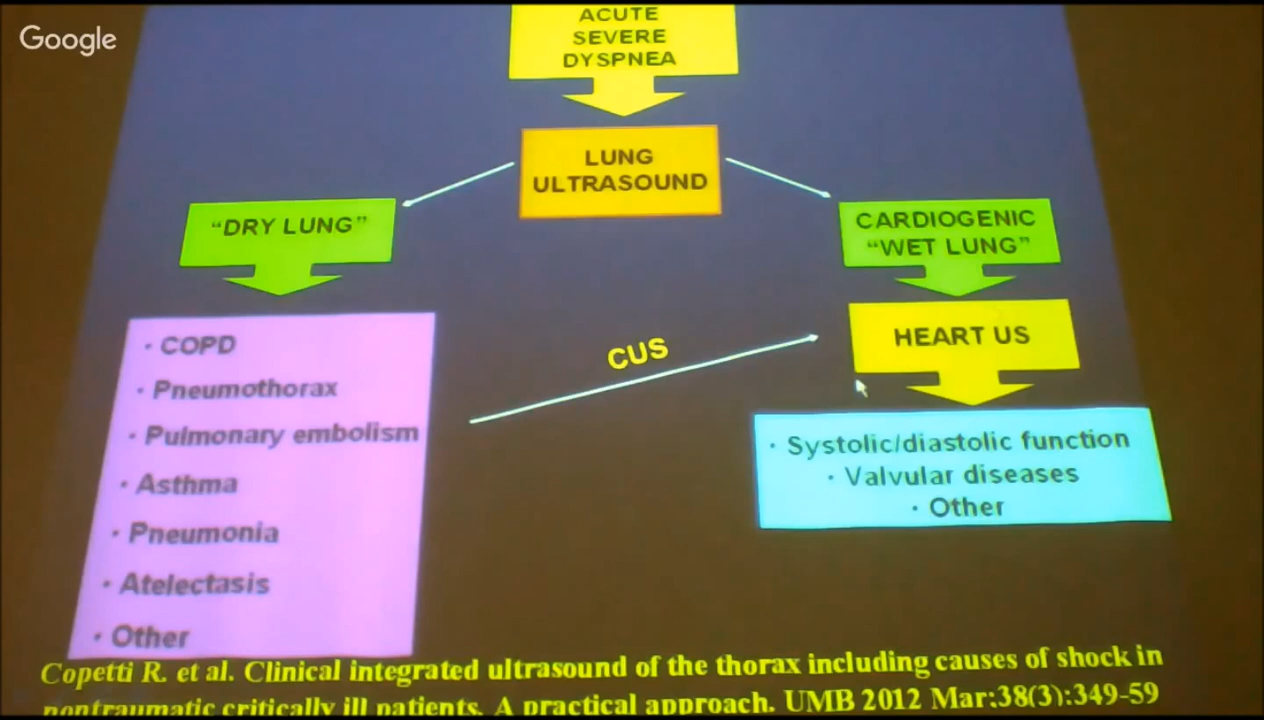 Google
ACUTE
SEVERE
DYSPNEA
LUNG
ULTRASOUND
“DRY LUNG”
CARDIOGENIC
“WET LUNG”
HEART US
CUS
· COPD
· Pneumothorax
· Pulmonary embolism
· Asthma
· Pneumonia
· Atelectasis
· Other
· Systolic/diastolic function
· Valvular diseases
· Other
Copetti R. et al. Clinical integrated ultrasound of the thorax including causes of shock in
nontraumatic critically ill patients. A practical approach. UMB 2012 Mar:38(3):349-59